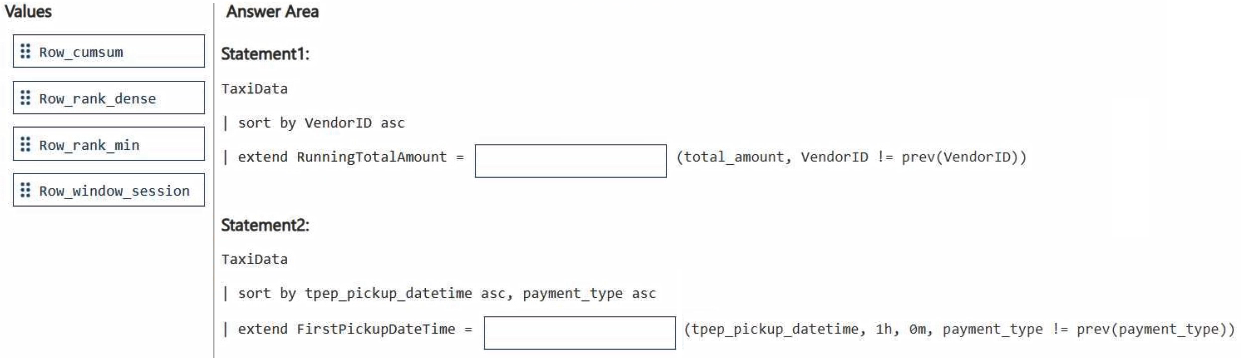 Values
Answer Area
Row_cumsum
Row_rank_dense
Row_rank_min
Row_window_session
Statement1:
TaxiData
| sort by VendorID asc
| extend RunningTotalAmount = (total_amount, VendorID != prev(VendorID))
Statement2:
TaxiData
| sort by tpep_pickup_datetime asc, payment_type asc
| extend FirstPickupDateTime = (tpep_pickup_datetime, 1h, 0m, payment_type != prev(payment_type))